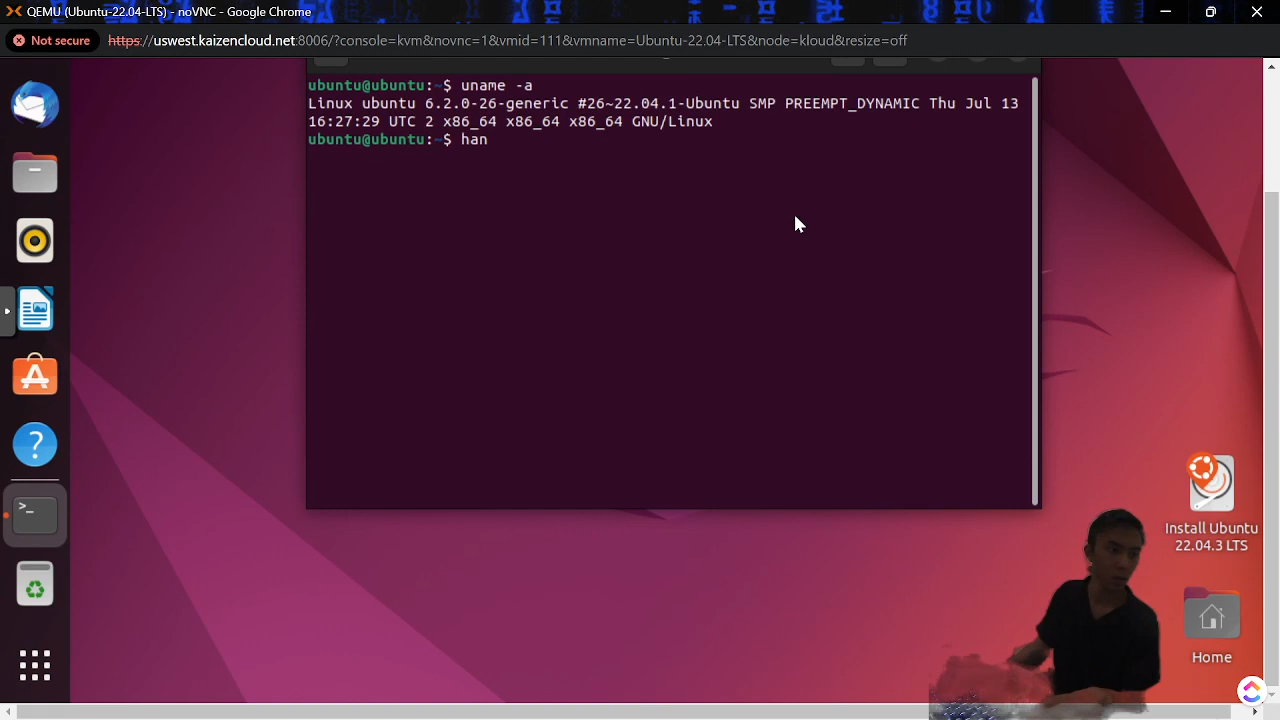 QEMU (Ubuntu-22.04-LTS) - noVNC - Google Chrome
Not secure https://uswest.kaizencloud.net:8006/?console=kvm&novnc=1&vmid=111&vmname=Ubuntu-22.04-LTS&node=kloud&resize=off
ubuntu@ubuntu:~$ uname -a
Linux ubuntu 6.2.0-26-generic #26~22.04.1-Ubuntu SMP PREEMPT_DYNAMIC Thu Jul 13
16:27:29 UTC 2 x86_64 x86_64 x86_64 GNU/Linux
ubuntu@ubuntu:~$ han
Install Ubuntu
22.04.3 LTS
Home